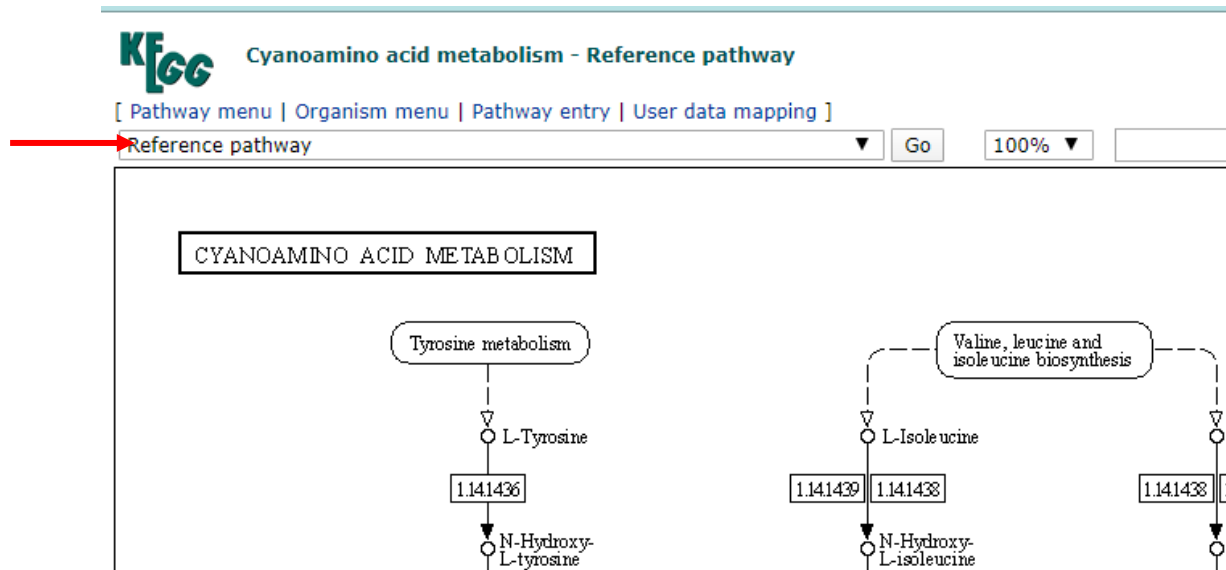 KEGG
Cyanoamino acid metabolism - Reference pathway
[ Pathway menu | Organism menu | Pathway entry | User data mapping ]
Reference pathway ▼ Go 100% ▼
CYANOAMINO ACID METABOLISM
Tyrosine metabolism
Valine, leucine and
isoleucine biosynthesis
L-Tyrosine
L-Isoleucine
1.14.14.36
1.14.14.39 1.14.14.38
1.14.14.38
N-Hydroxy-
L-tyrosine
N-Hydroxy-
L-isoleucine